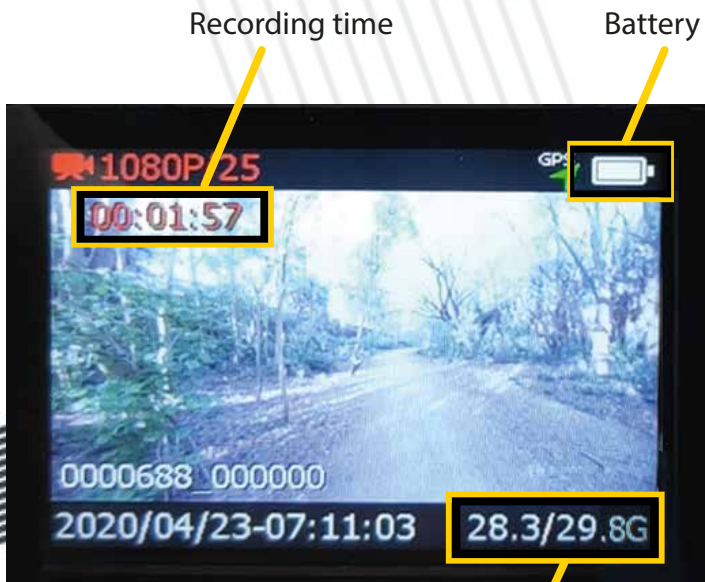 Recording time
Battery
1080P/25
GPS
00:01:57
0000688_000000
2020/04/23-07:11:03
28.3/29.8G